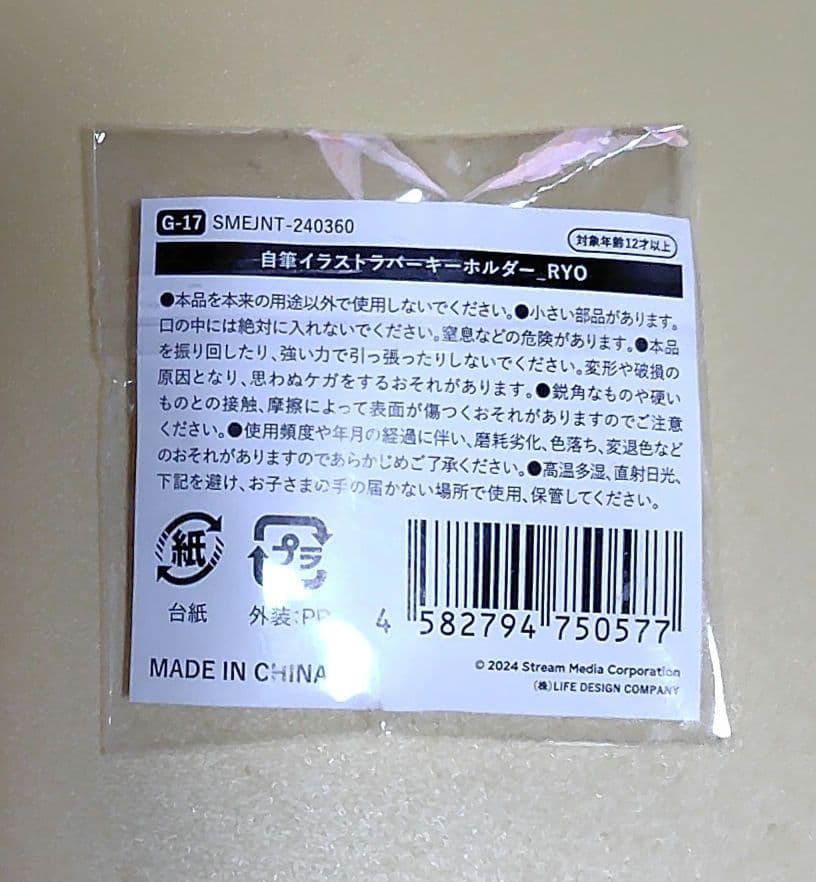 G-17 SMEJNT-240360
対象年齢12才以上
自筆イラストラバーキーホルダー_RYO
●本品を本来の用途以外で使用しないでください。●小さい部品があります。
口の中には絶対に入れないでください。窒息などの危険があります。●本品
を振り回したり、強い力で引っ張ったりしないでください。変形や破損の
原因となり、思わぬケガをするおそれがあります。●鋭角なものや硬い
ものとの接触、摩擦によって表面が傷つくおそれがありますのでご注意
ください。●使用頻度や年月の経過に伴い、磨耗劣化、色落ち、変退色など
のおそれがありますのであらかじめご了承ください。●高温多湿、直射日光、
下記を避け、お子さまの手の届かない場所で使用、保管してください。
紙
プラ
台紙
外装:PP
4 582794 750577
MADE IN CHINA
© 2024 Stream Media Corporation
(株)LIFE DESIGN COMPANY